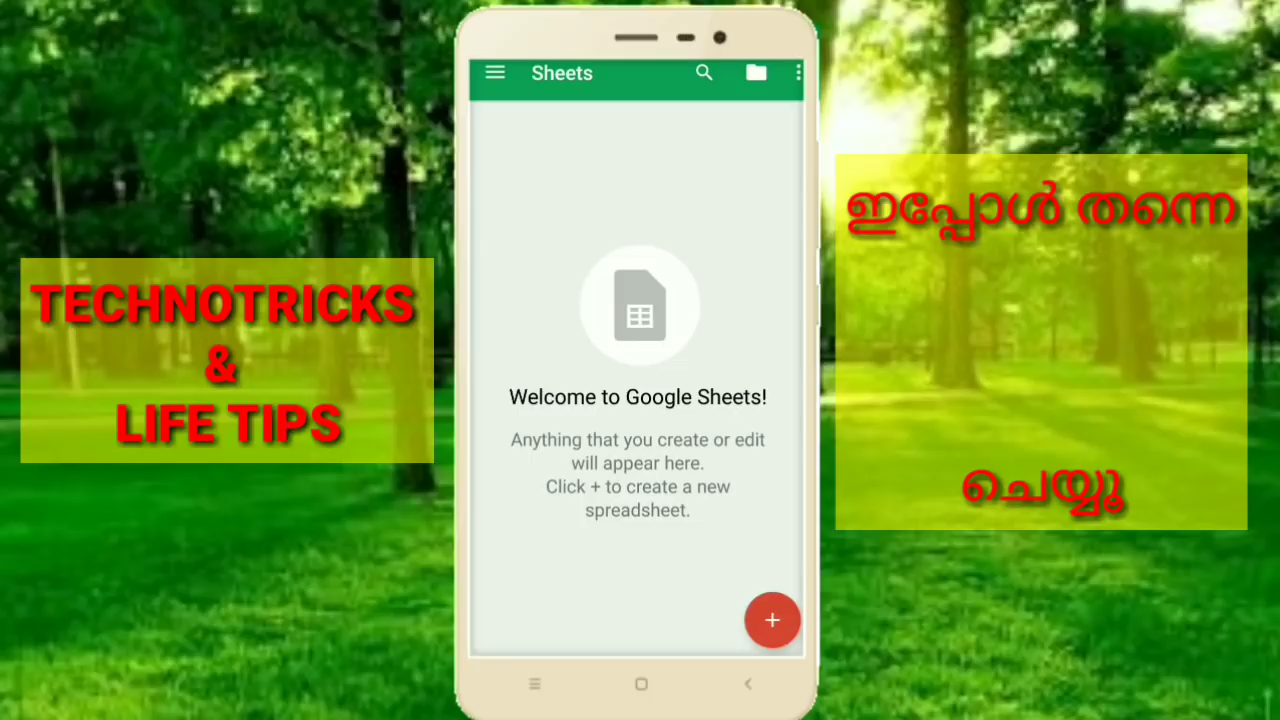 TECHNOTRICKS
&
LIFE TIPS
Sheets
Welcome to Google Sheets!
Anything that you create or edit
will appear here.
Click + to create a new
spreadsheet.
+
ഇപ്പോൾ തന്നെ
ചെയ്യൂ